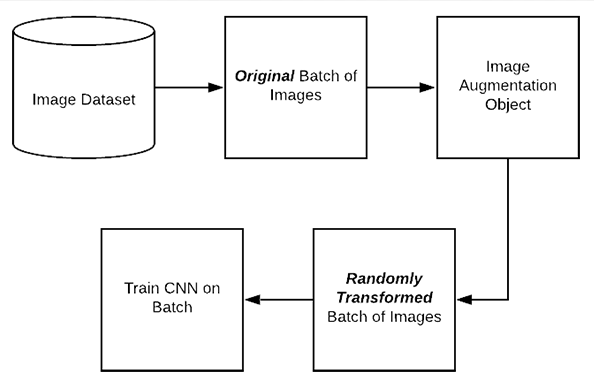 Image Dataset
Original Batch of
Images
Image
Augmentation
Object
Randomly
Transformed
Batch of Images
Train CNN on
Batch